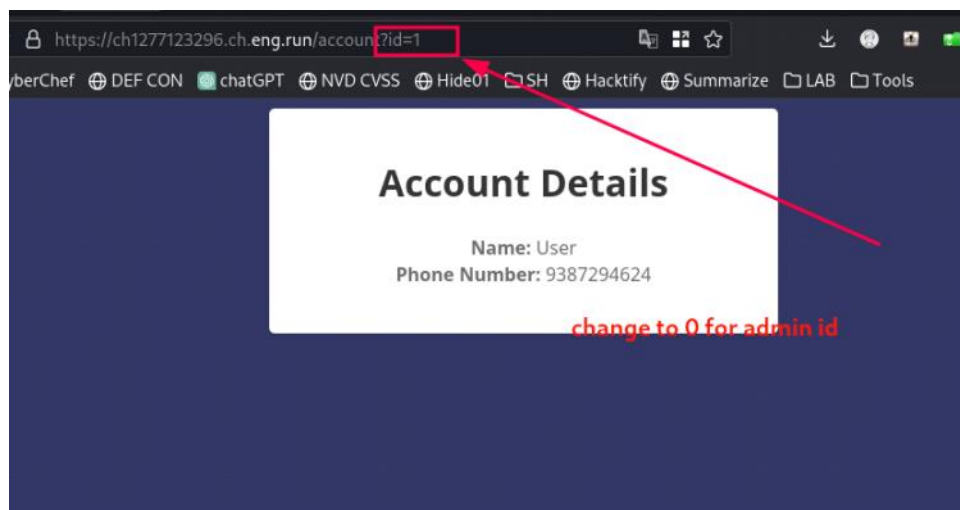 https://ch1277123296.ch.eng.run/account?id=1
yberChef DEF CON chatGPT NVD CVSS Hide01 SH Hacktify Summarize LAB Tools
Account Details
Name: User
Phone Number: 9387294624
change to 0 for admin id